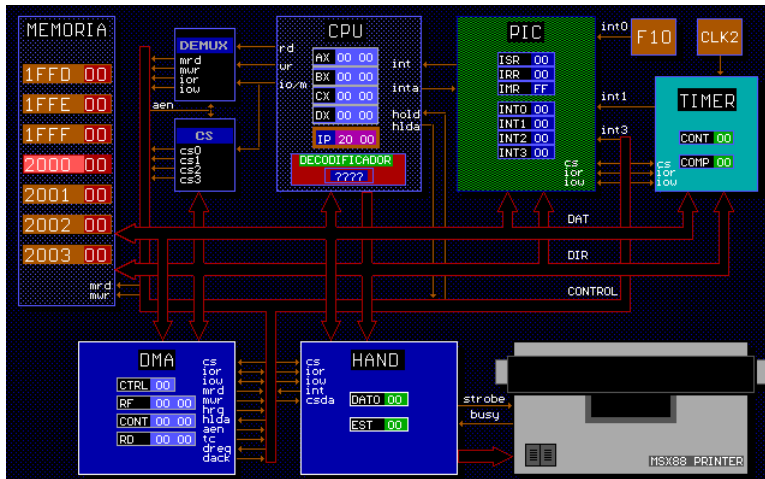 MEMORIA
1FFD 00
1FFE 00
1FFF 00
2000 00
2001 00
2002 00
2003 00
mrd
mwr
DEMUX
mrd
mwr
ior
iow
aen
CS
cs0
cs1
cs2
cs3
CPU
rd
wr
io/m
AX 00 00
BX 00 00
CX 00 00
DX 00 00
IP 20 00
DECODIFICADOR
????
int
inta
hold
hlda
PIC
ISR 00
IRR 00
IMR FF
INT0 00
INT1 00
INT2 00
INT3 00
cs
ior
iow
int0
F10
CLK2
int1
int3
TIMER
CONT 00
COMP 00
cs
ior
iow
DAT
DIR
CONTROL
DMA
CTRL 00
RF 00 00
CONT 00 00
RD 00 00
cs
ior
iow
mrd
mwr
hrq
hlda
aen
tc
dreq
dack
HAND
cs
ior
iow
int
csda
DATO 00
EST 00
strobe
busy
MSX88 PRINTER